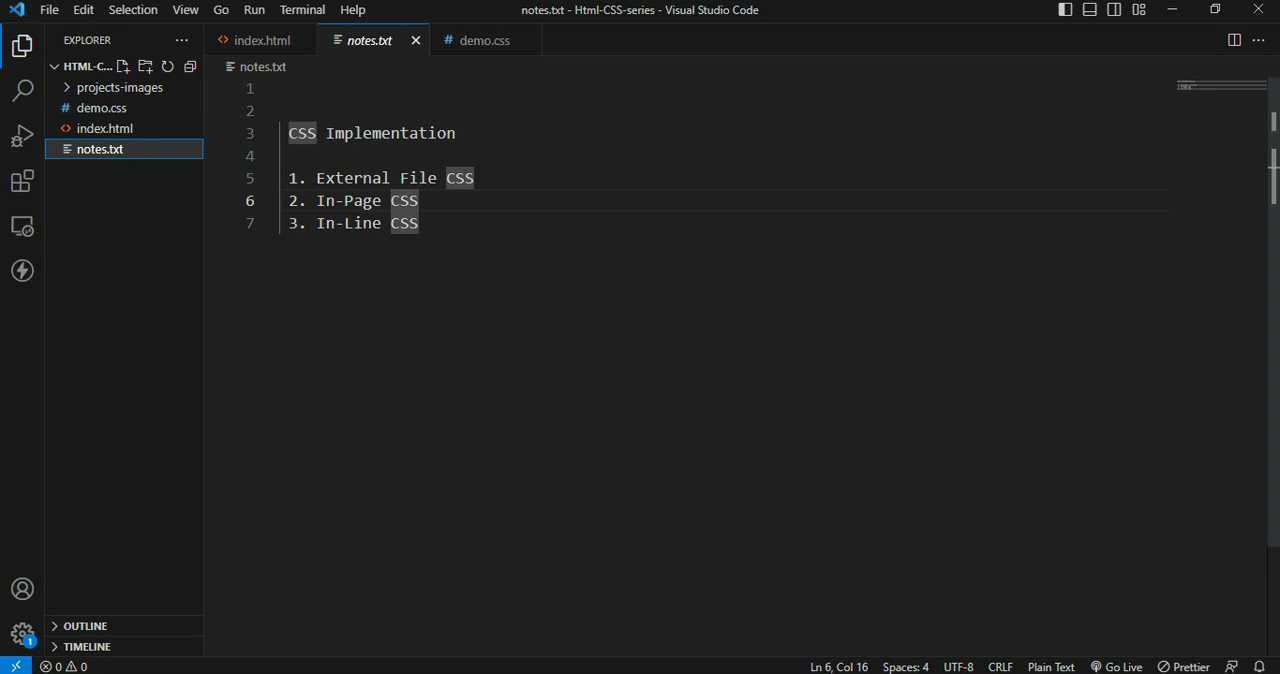 File Edit Selection View Go Run Terminal Help
notes.txt - Html-CSS-series - Visual Studio Code
EXPLORER
HTML-C...
projects-images
demo.css
index.html
notes.txt
OUTLINE
TIMELINE
index.html notes.txt demo.css
notes.txt
1
2
3 CSS Implementation
4
5 1. External File CSS
6 2. In-Page CSS
7 3. In-Line CSS
1
0 0 Ln 6, Col 16 Spaces: 4 UTF-8 CRLF Plain Text Go Live Prettier